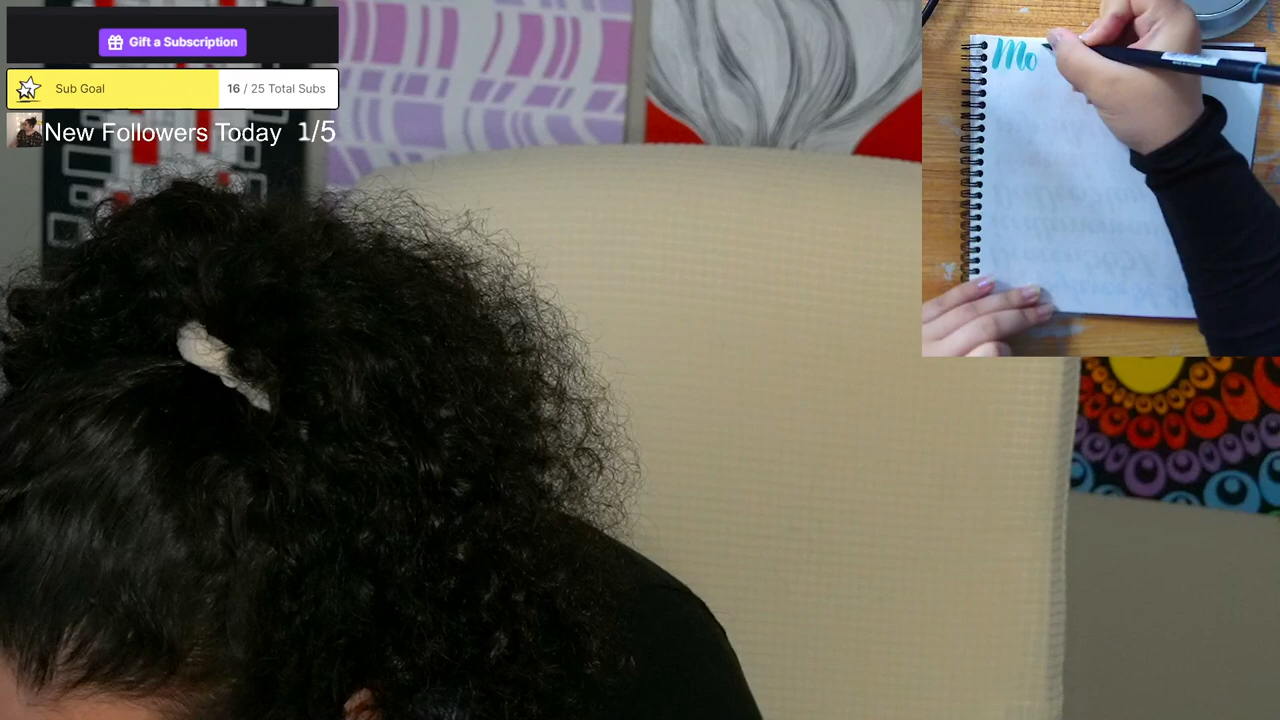 Gift a Subscription
Sub Goal
16 / 25 Total Subs
New Followers Today 1/5
Mo